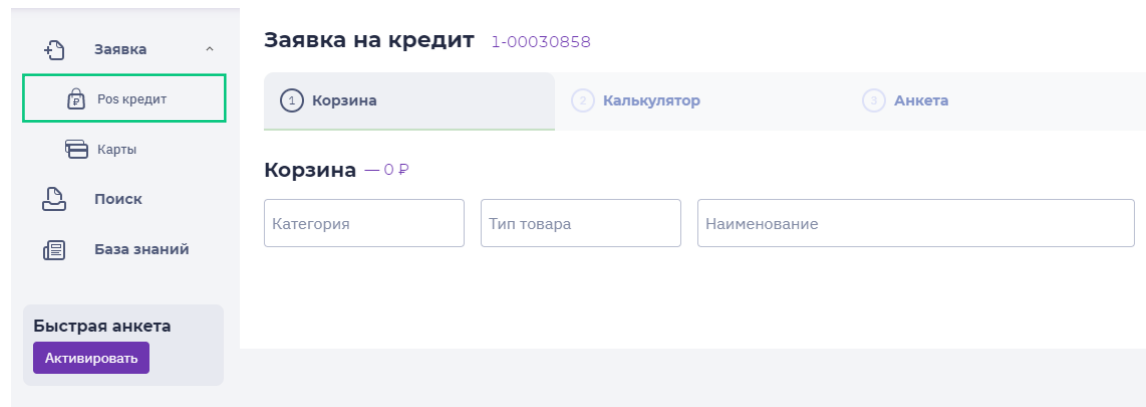 Заявка
Pos кредит
Карты
Поиск
База знаний
Быстрая анкета
Активировать
Заявка на кредит 1-00030858
1 Корзина 2 Калькулятор 3 Анкета
Корзина — 0 ₽
Категория Тип товара Наименование